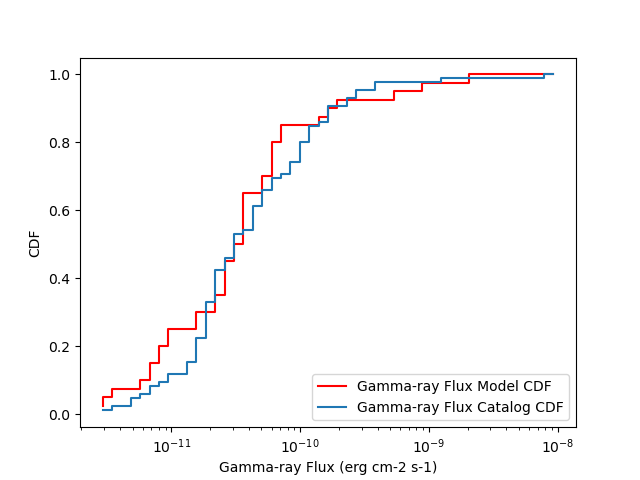 1.0
0.8
0.6
0.4
0.2
0.0
CDF
10⁻¹¹
10⁻¹⁰
10⁻⁹
10⁻⁸
Gamma-ray Flux (erg cm-2 s-1)
Gamma-ray Flux Model CDF
Gamma-ray Flux Catalog CDF